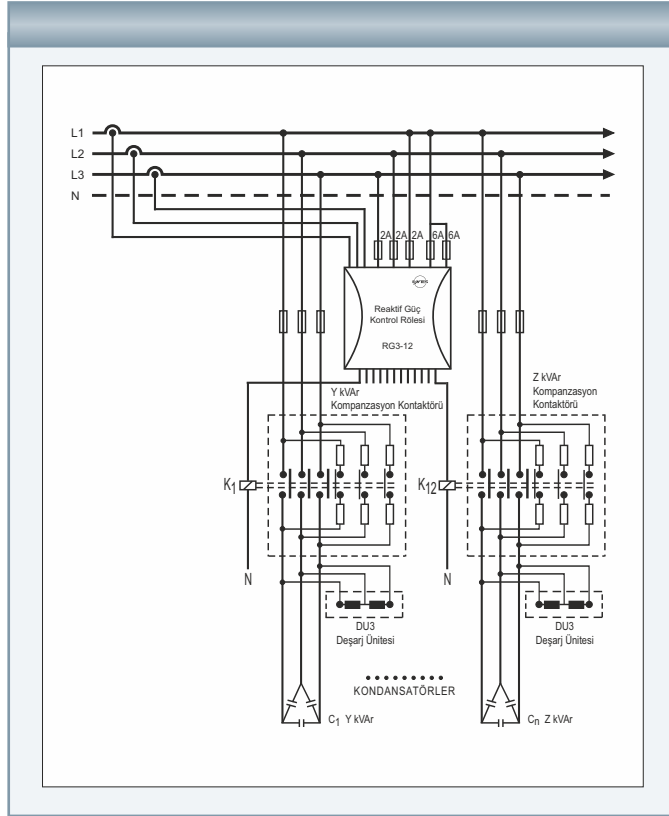 L1
L2
L3
N
2A 2A 2A 6A 6A
Reaktif Güç
Kontrol Rölesi
RG3-12
Y kVAr
Kompanzasyon Kontaktörü
Z kVAr
Kompanzasyon
Kontaktörü
K1
K12
N
N
DU3
Deşarj Ünitesi
DU3
Deşarj Ünitesi
KONDANSATÖRLER
C1 Y kVAr
Cn Z kVAr